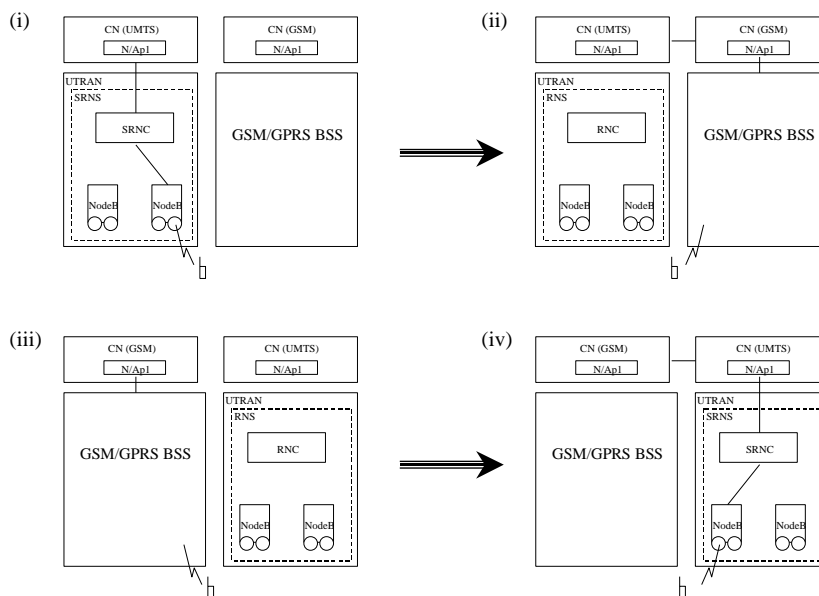 (i)
CN (UMTS)
N/Ap1
CN (GSM)
N/Ap1
UTRAN
SRNS
SRNC
NodeB
NodeB
GSM/GPRS BSS
(ii)
CN (UMTS)
N/Ap1
CN (GSM)
N/Ap1
UTRAN
RNS
RNC
NodeB
NodeB
GSM/GPRS BSS
(iii)
CN (GSM)
N/Ap1
CN (UMTS)
N/Ap1
GSM/GPRS BSS
UTRAN
RNS
RNC
NodeB
NodeB
(iv)
CN (GSM)
N/Ap1
CN (UMTS)
N/Ap1
GSM/GPRS BSS
UTRAN
SRNS
SRNC
NodeB
NodeB